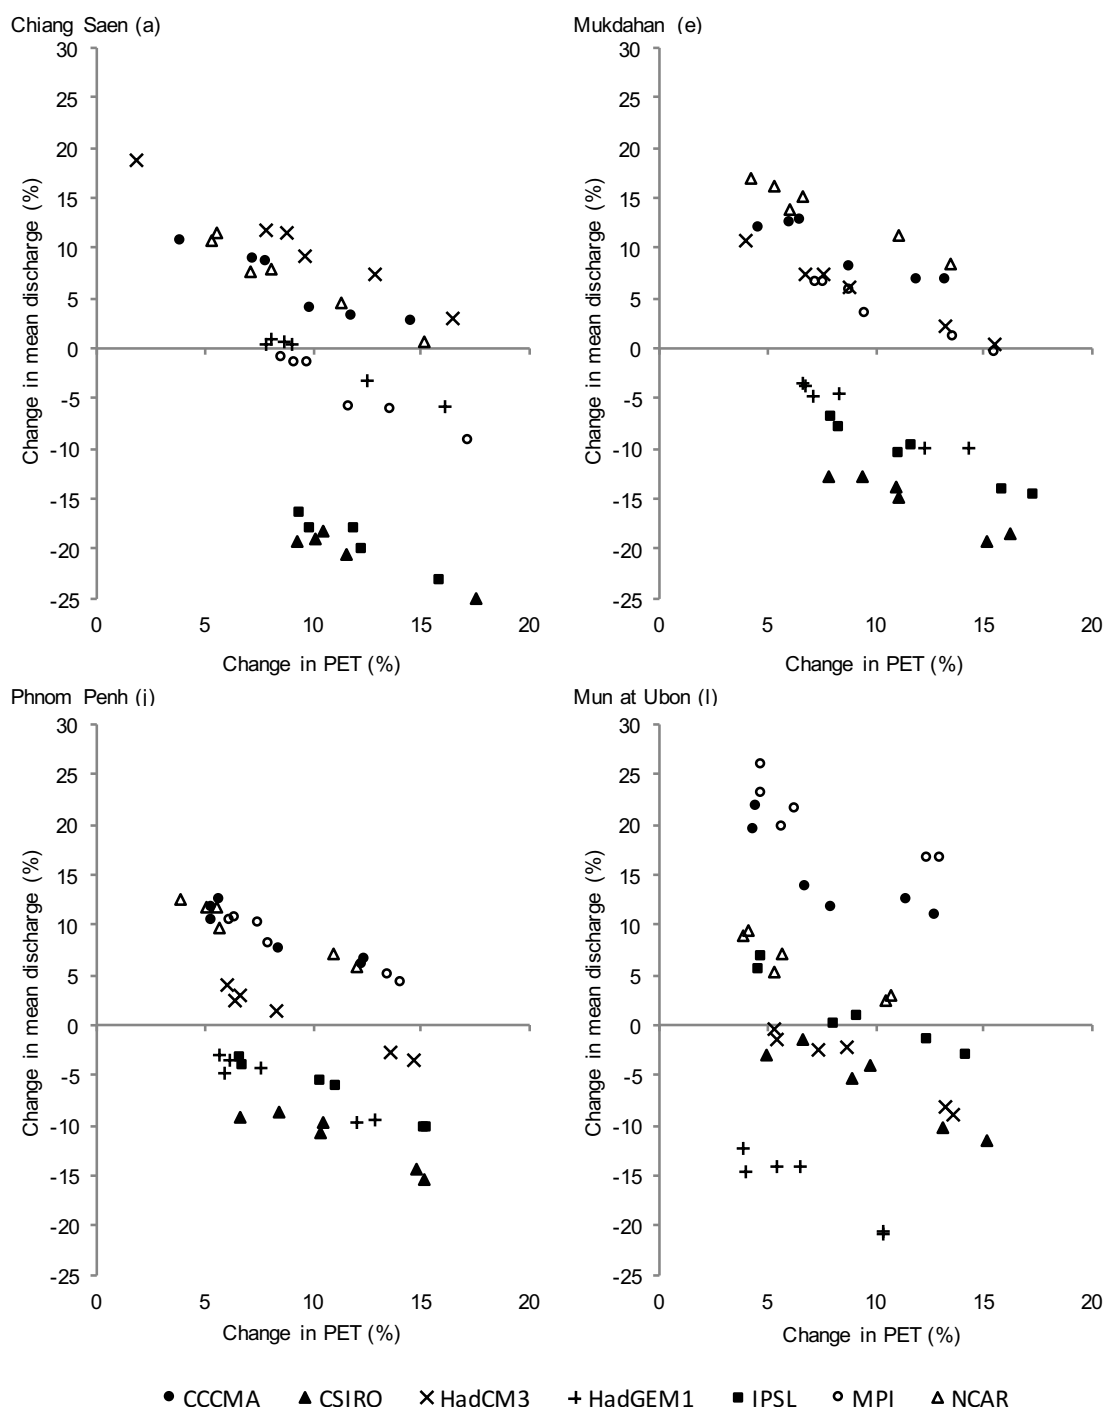 Chiang Saen (a)
Mukdahan (e)
30
25
20
15
10
5
0
-5
-10
-15
-20
-25
Change in mean discharge (%)
0 5 10 15 20
Change in PET (%)
30
25
20
15
10
5
0
-5
-10
-15
-20
-25
Change in mean discharge (%)
0 5 10 15 20
Change in PET (%)
Phnom Penh (j)
Mun at Ubon (l)
30
25
20
15
10
5
0
-5
-10
-15
-20
-25
Change in mean discharge (%)
0 5 10 15 20
Change in PET (%)
30
25
20
15
10
5
0
-5
-10
-15
-20
-25
Change in mean discharge (%)
0 5 10 15 20
Change in PET (%)
CCCMA CSIRO HadCM3 HadGEM1 IPSL MPI NCAR